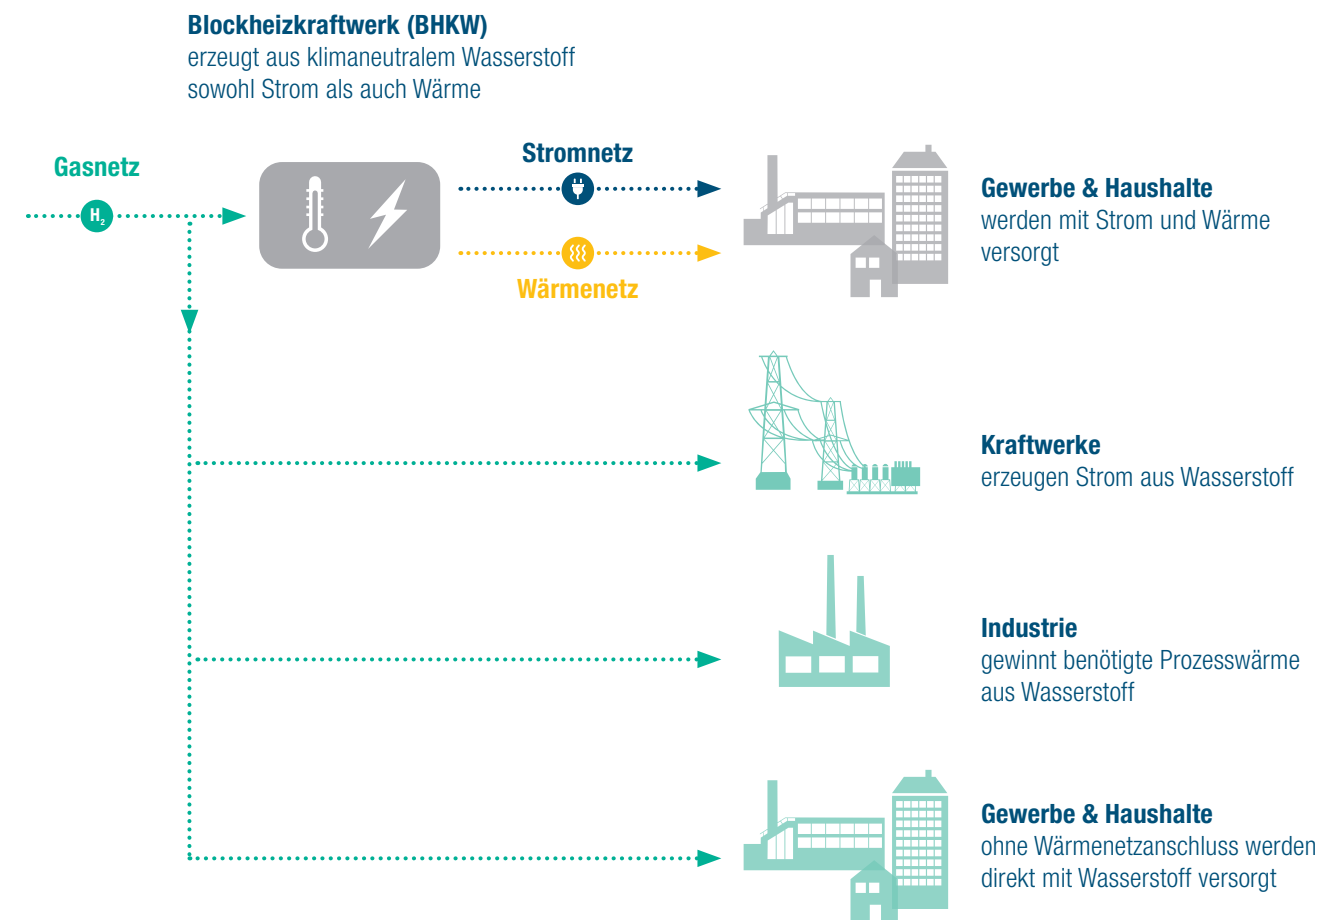 Blockheizkraftwerk (BHKW)
erzeugt aus klimaneutralem Wasserstoff
sowohl Strom als auch Wärme
Gasnetz
H₂
Stromnetz
Wärmenetz
Gewerbe & Haushalte
werden mit Strom und Wärme
versorgt
Kraftwerke
erzeugen Strom aus Wasserstoff
Industrie
gewinnt benötigte Prozesswärme
aus Wasserstoff
Gewerbe & Haushalte
ohne Wärmenetzanschluss werden
direkt mit Wasserstoff versorgt